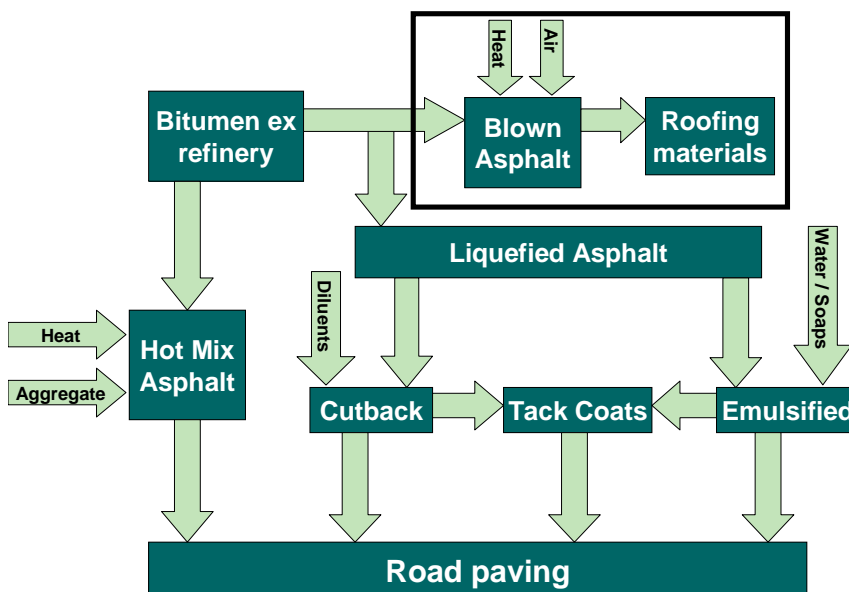 Heat
Air
Bitumen ex
refinery
Blown
Asphalt
Roofing
materials
Liquefied Asphalt
Water / Soaps
Diluents
Heat
Aggregate
Hot Mix
Asphalt
Cutback
Tack Coats
Emulsified
Road paving